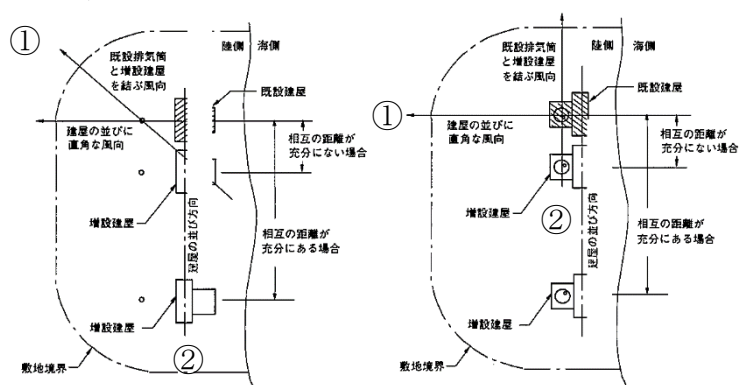 ①
既設排気筒
と増設建屋
を結ぶ風向
陸側
海側
既設建屋
建屋の並びに
直角な風向
相互の距離が
充分にない場合
増設建屋
建屋の並び方向
相互の距離が
充分にある場合
増設建屋
敷地境界
②
既設排気筒
と増設建屋
を結ぶ風向
陸側
海側
既設建屋
①
建屋の並びに
直角な風向
相互の距離が
充分にない場合
増設建屋
②
建屋の並び方向
相互の距離が
充分にある場合
増設建屋
敷地境界